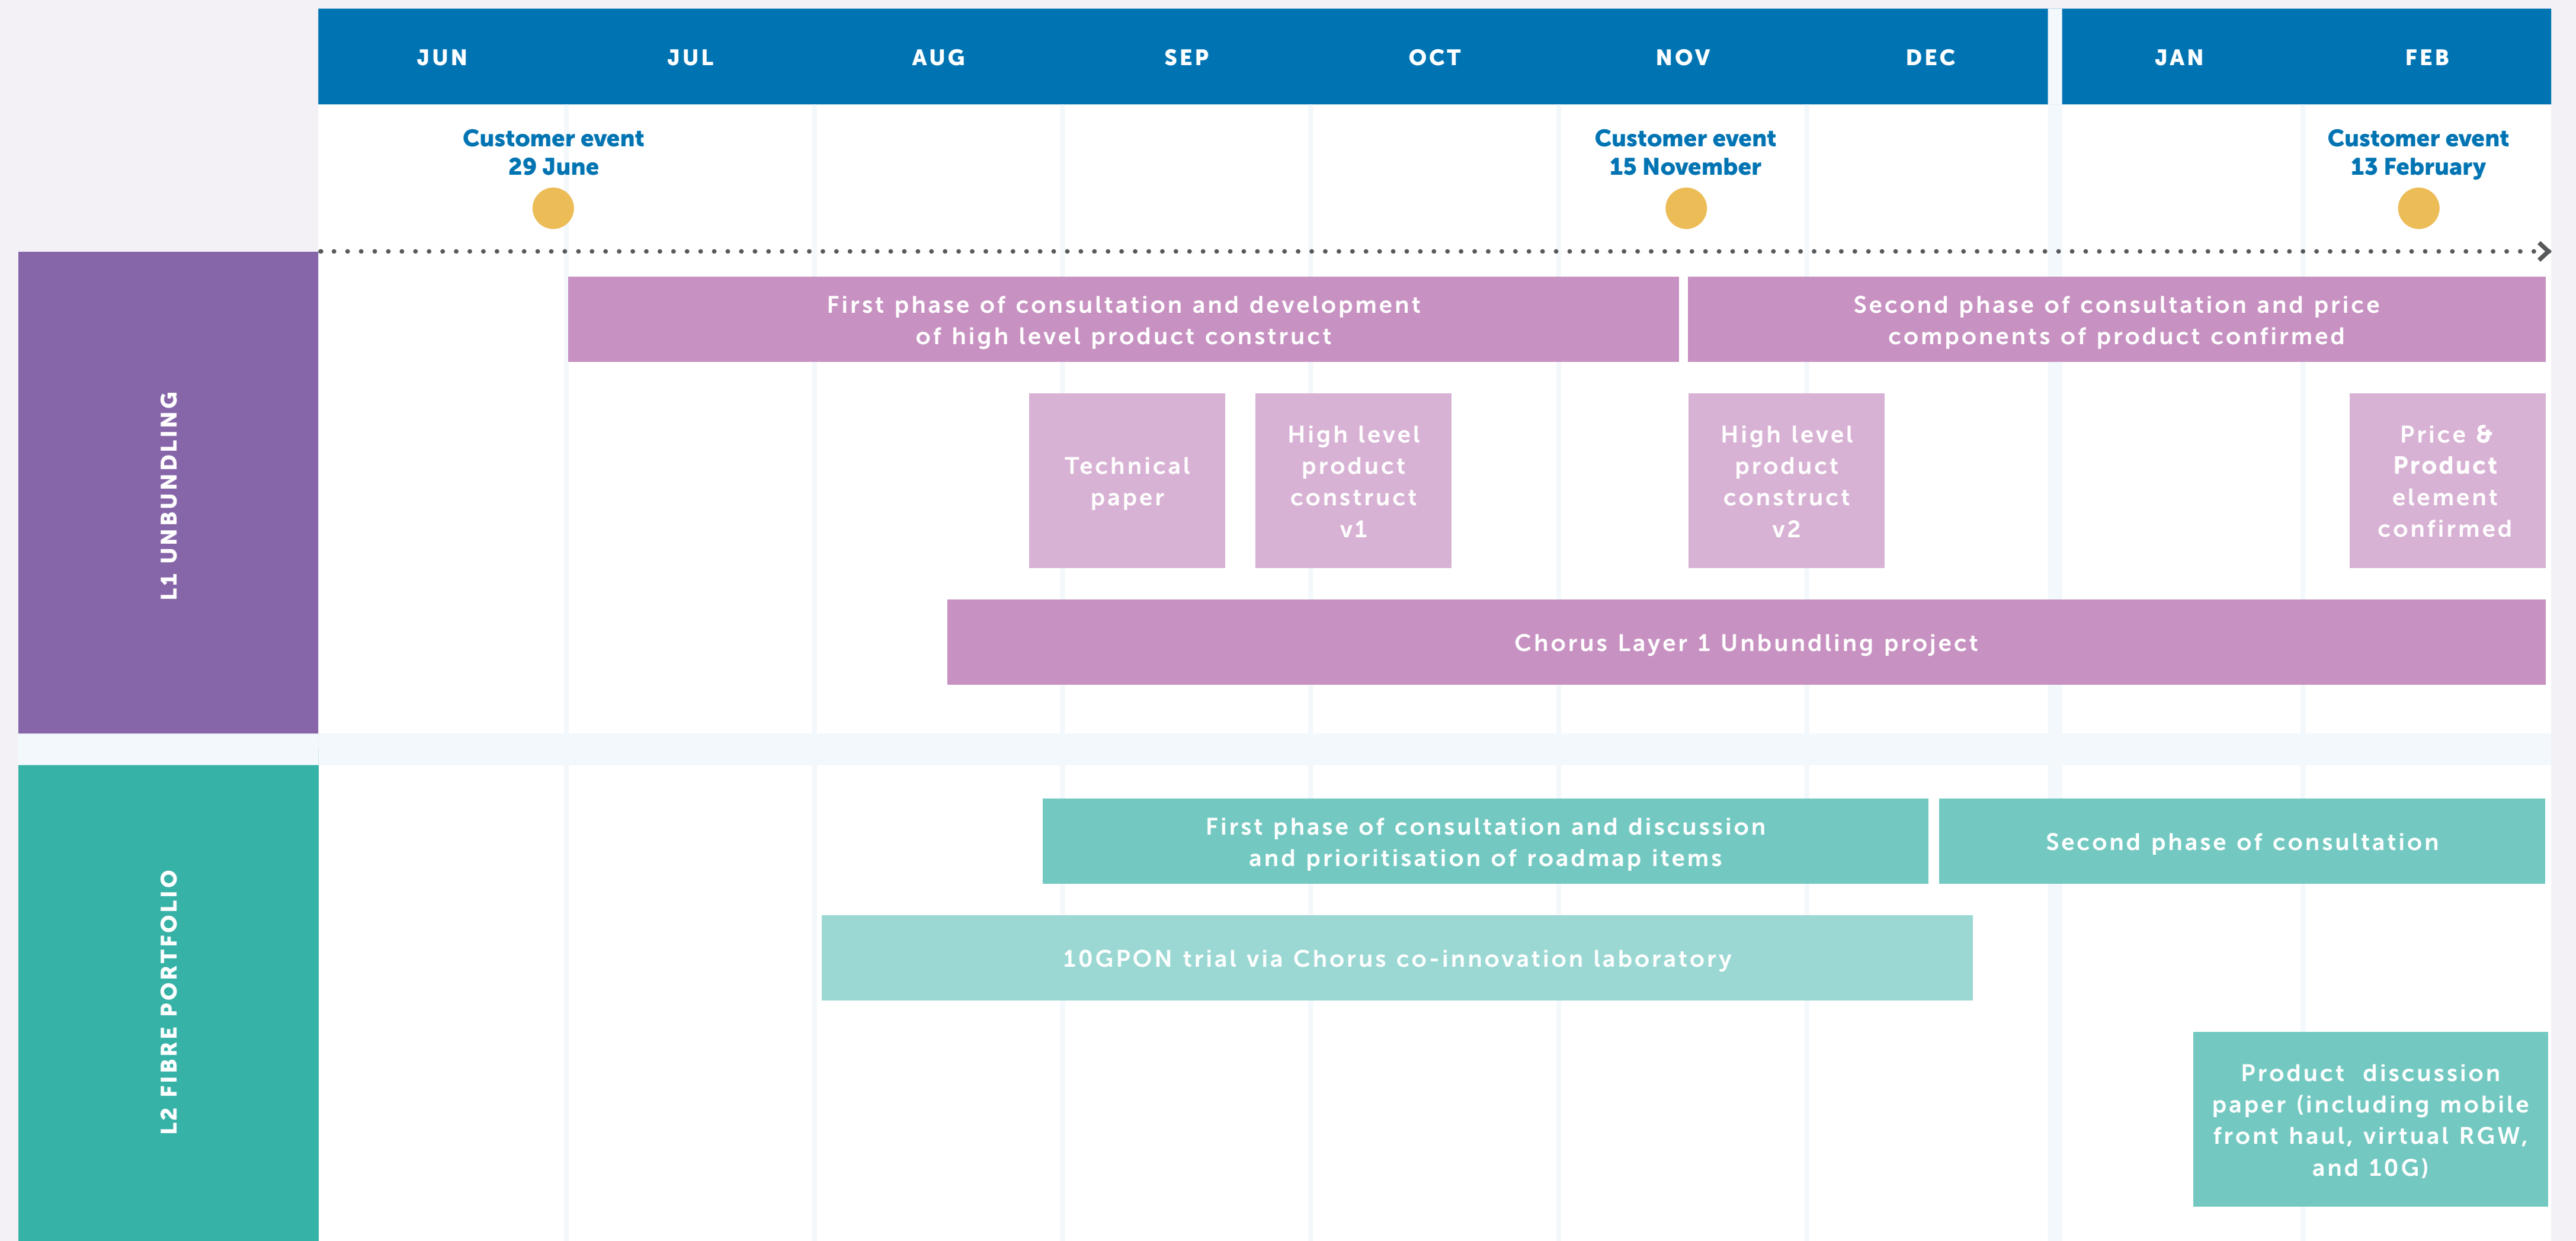 JUN JUL AUG SEP OCT NOV DEC JAN FEB
Customer event
29 June
Customer event
15 November
Customer event
13 February
L1 UNBUNDLING
First phase of consultation and development
of high level product construct
Second phase of consultation and price
components of product confirmed
Technical
paper
High level
product
construct
v1
High level
product
construct
v2
Price &
Product
element
confirmed
Chorus Layer 1 Unbundling project
L2 FIBRE PORTFOLIO
First phase of consultation and discussion
and prioritisation of roadmap items
Second phase of consultation
10GPON trial via Chorus co-innovation laboratory
Product discussion
paper (including mobile
front haul, virtual RGW,
and 10G)